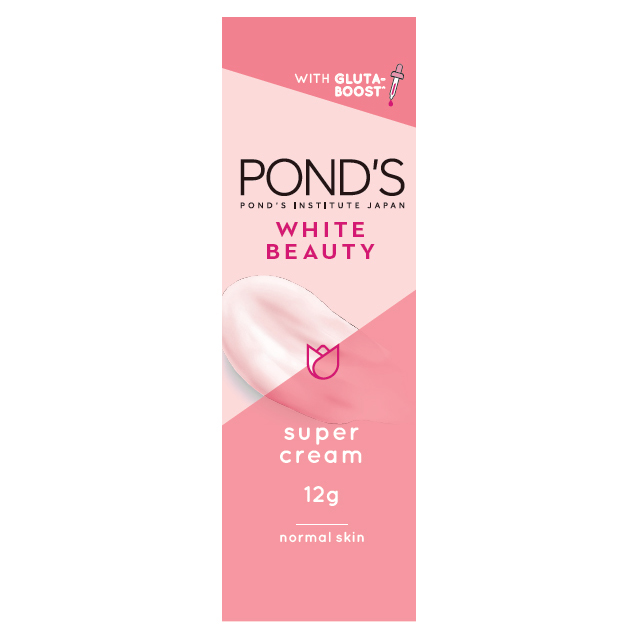 WITH GLUTA-
BOOST™
POND'S
POND'S INSTITUTE JAPAN
WHITE
BEAUTY
super
cream
12g
normal skin